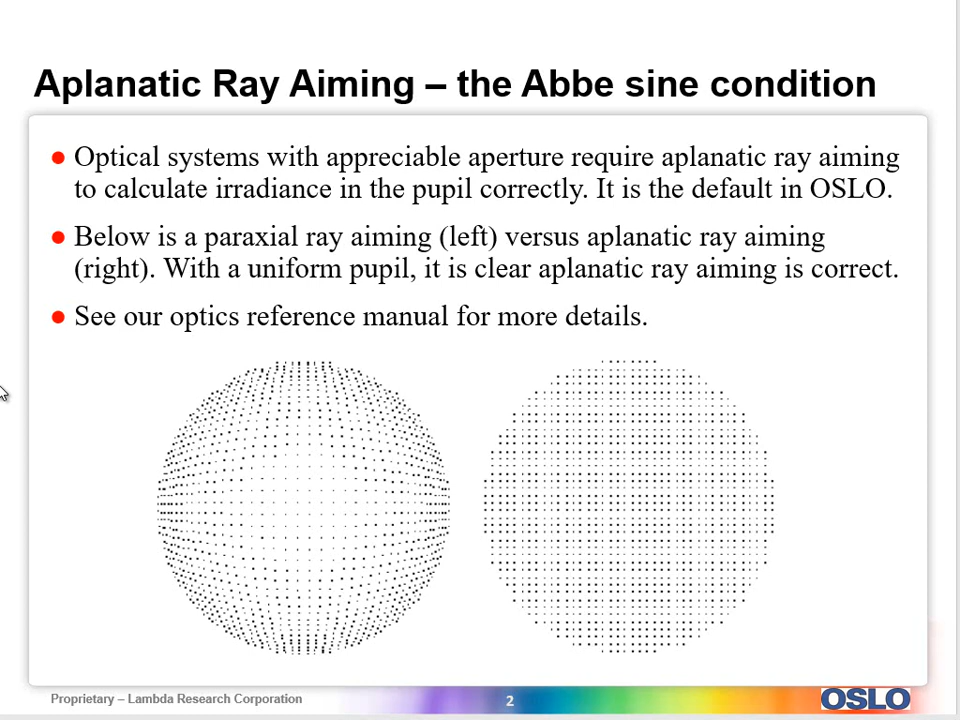 Aplanatic Ray Aiming – the Abbe sine condition
Optical systems with appreciable aperture require aplanatic ray aiming
to calculate irradiance in the pupil correctly. It is the default in OSLO.
Below is a paraxial ray aiming (left) versus aplanatic ray aiming
(right). With a uniform pupil, it is clear aplanatic ray aiming is correct.
See our optics reference manual for more details.
Proprietary – Lambda Research Corporation
2
OSLO